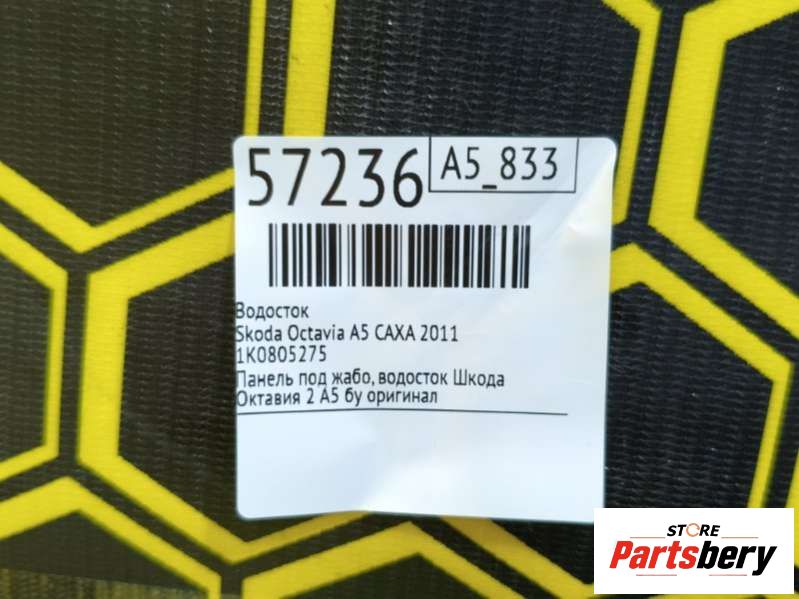 57236
A5_833
Водосток
Skoda Octavia A5 CAXA 2011
1K0805275
Панель под жабо, водосток Шкода
Октавия 2 А5 бу оригинал
STORE
Partsbery